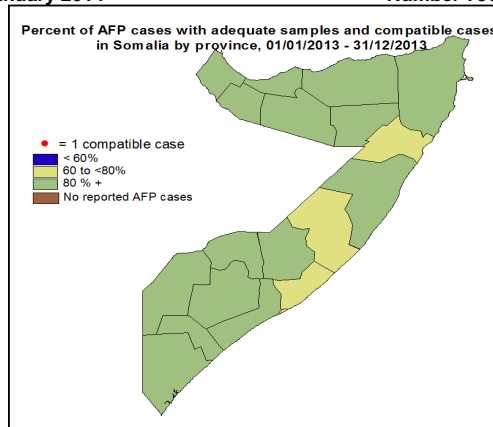 Percent of AFP cases with adequate samples and compatible cases
in Somalia by province, 01/01/2013 - 31/12/2013
= 1 compatible case
< 60%
60 to <80%
80 % +
No reported AFP cases